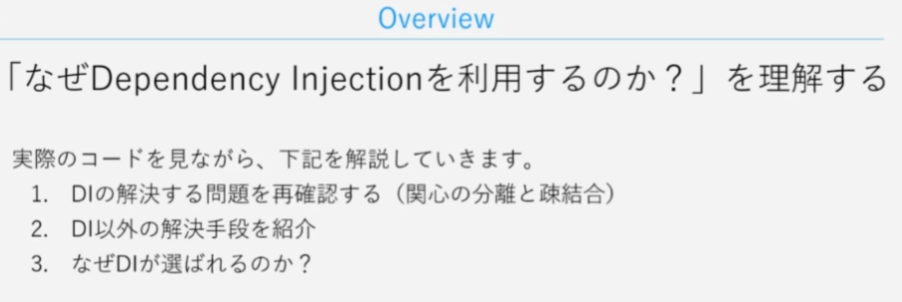 Overview
「なぜDependency Injectionを利用するのか？」を理解する
実際のコードを見ながら、下記を解説していきます。
1. DIの解決する問題を再確認する（関心の分離と疎結合）
2. DI以外の解決手段を紹介
3. なぜDIが選ばれるのか？